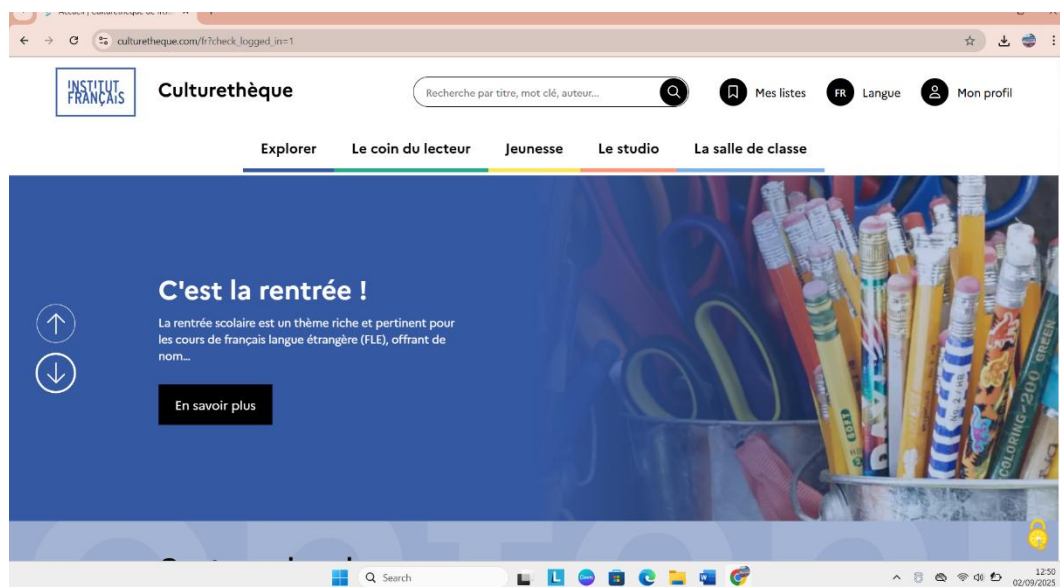 culturetheque.com/fr?check_logged_in=1
INSTITUT
FRANÇAIS
Culturethèque
Recherche par titre, mot clé, auteur...
Mes listes
FR
Langue
Mon profil
Explorer
Le coin du lecteur
Jeunesse
Le studio
La salle de classe
C'est la rentrée !
La rentrée scolaire est un thème riche et pertinent pour
les cours de français langue étrangère (FLE), offrant de
nom...
En savoir plus
COLORING-200 GREEN
Search
12:50
02/09/2025